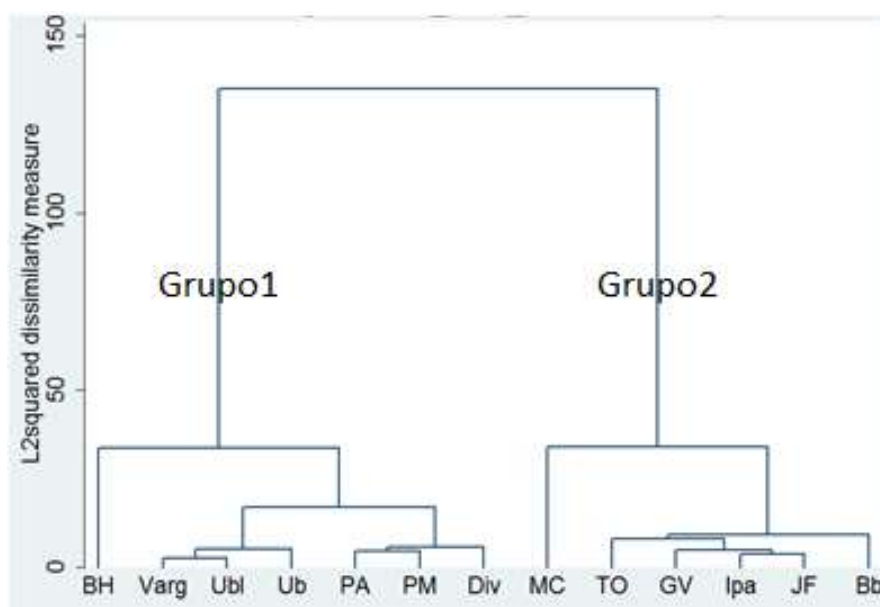 150
100
50
0
L2squared dissimilarity measure
Grupo1
Grupo2
BH Varg Ubl Ub PA PM Div MC TO GV Ipa JF Bb